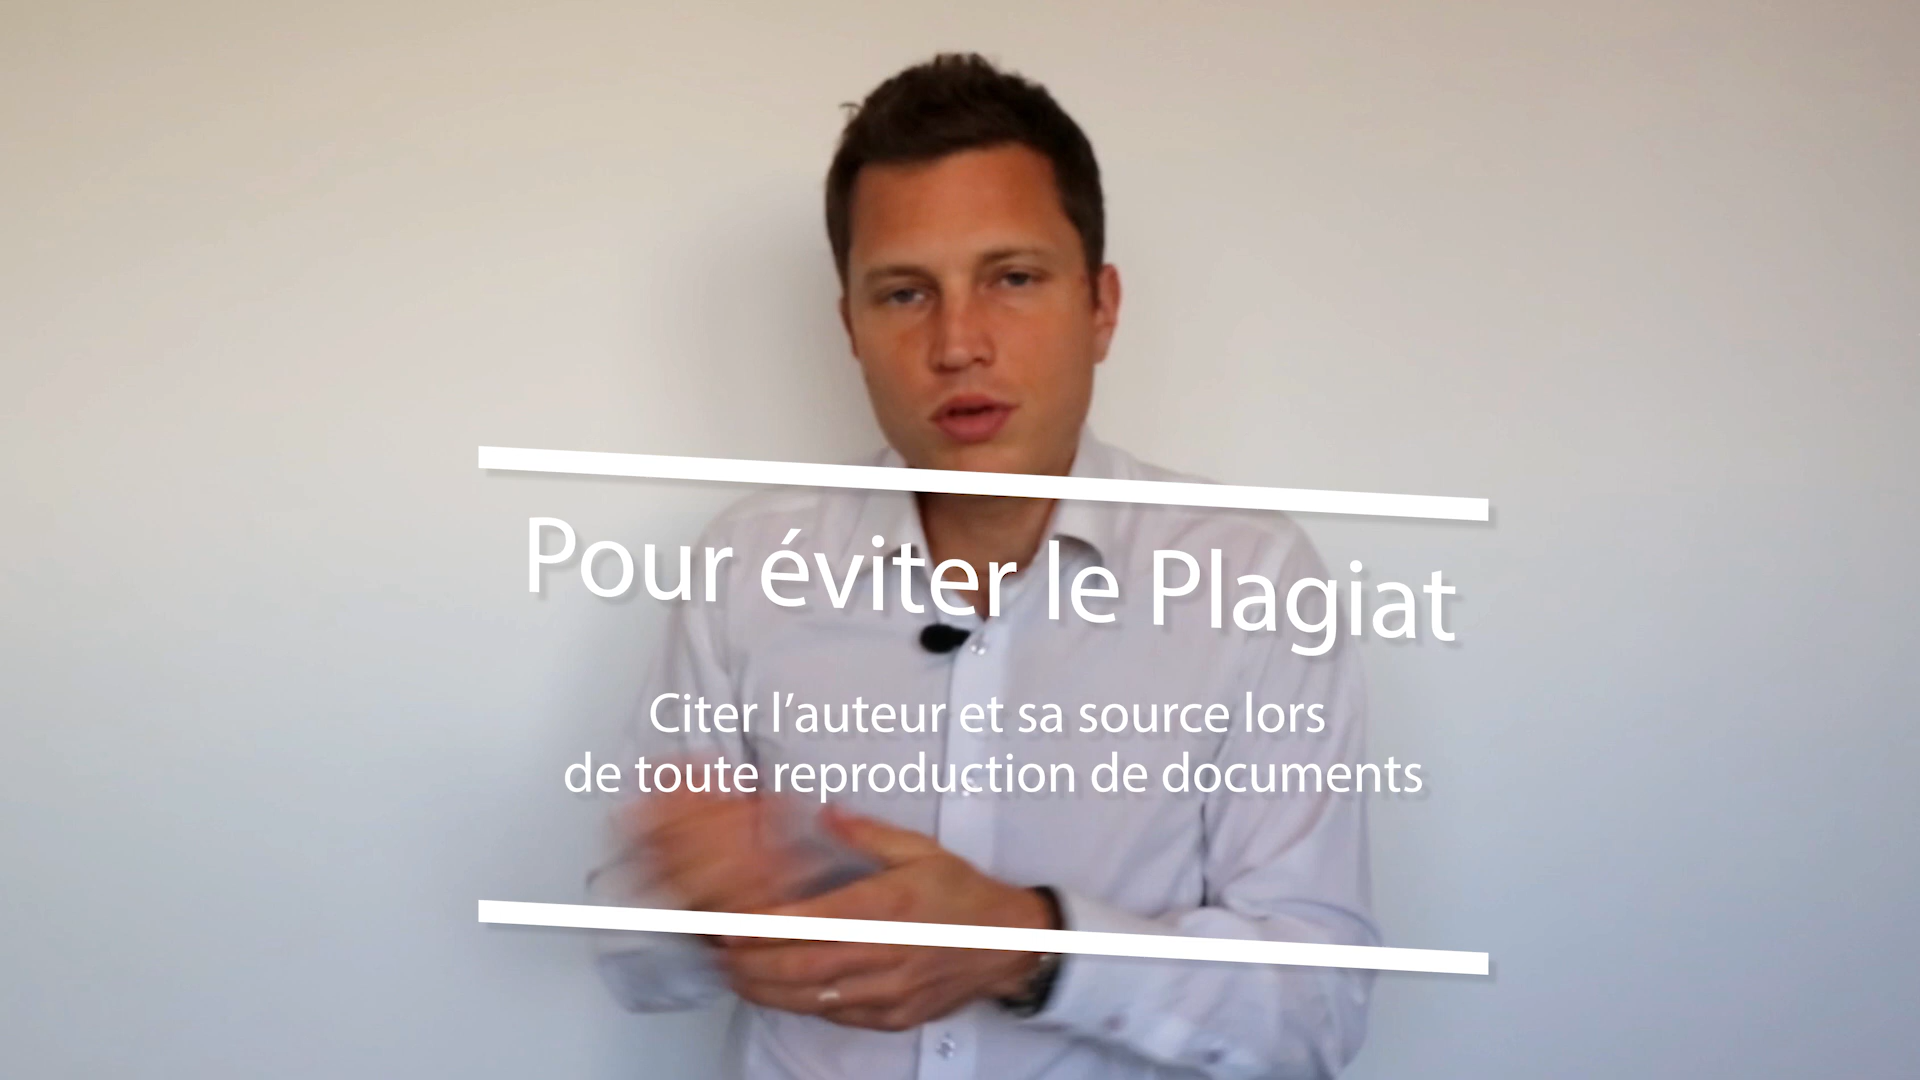 Pour éviter le Plagiat
Citer l’auteur et sa source lors
de toute reproduction de documents